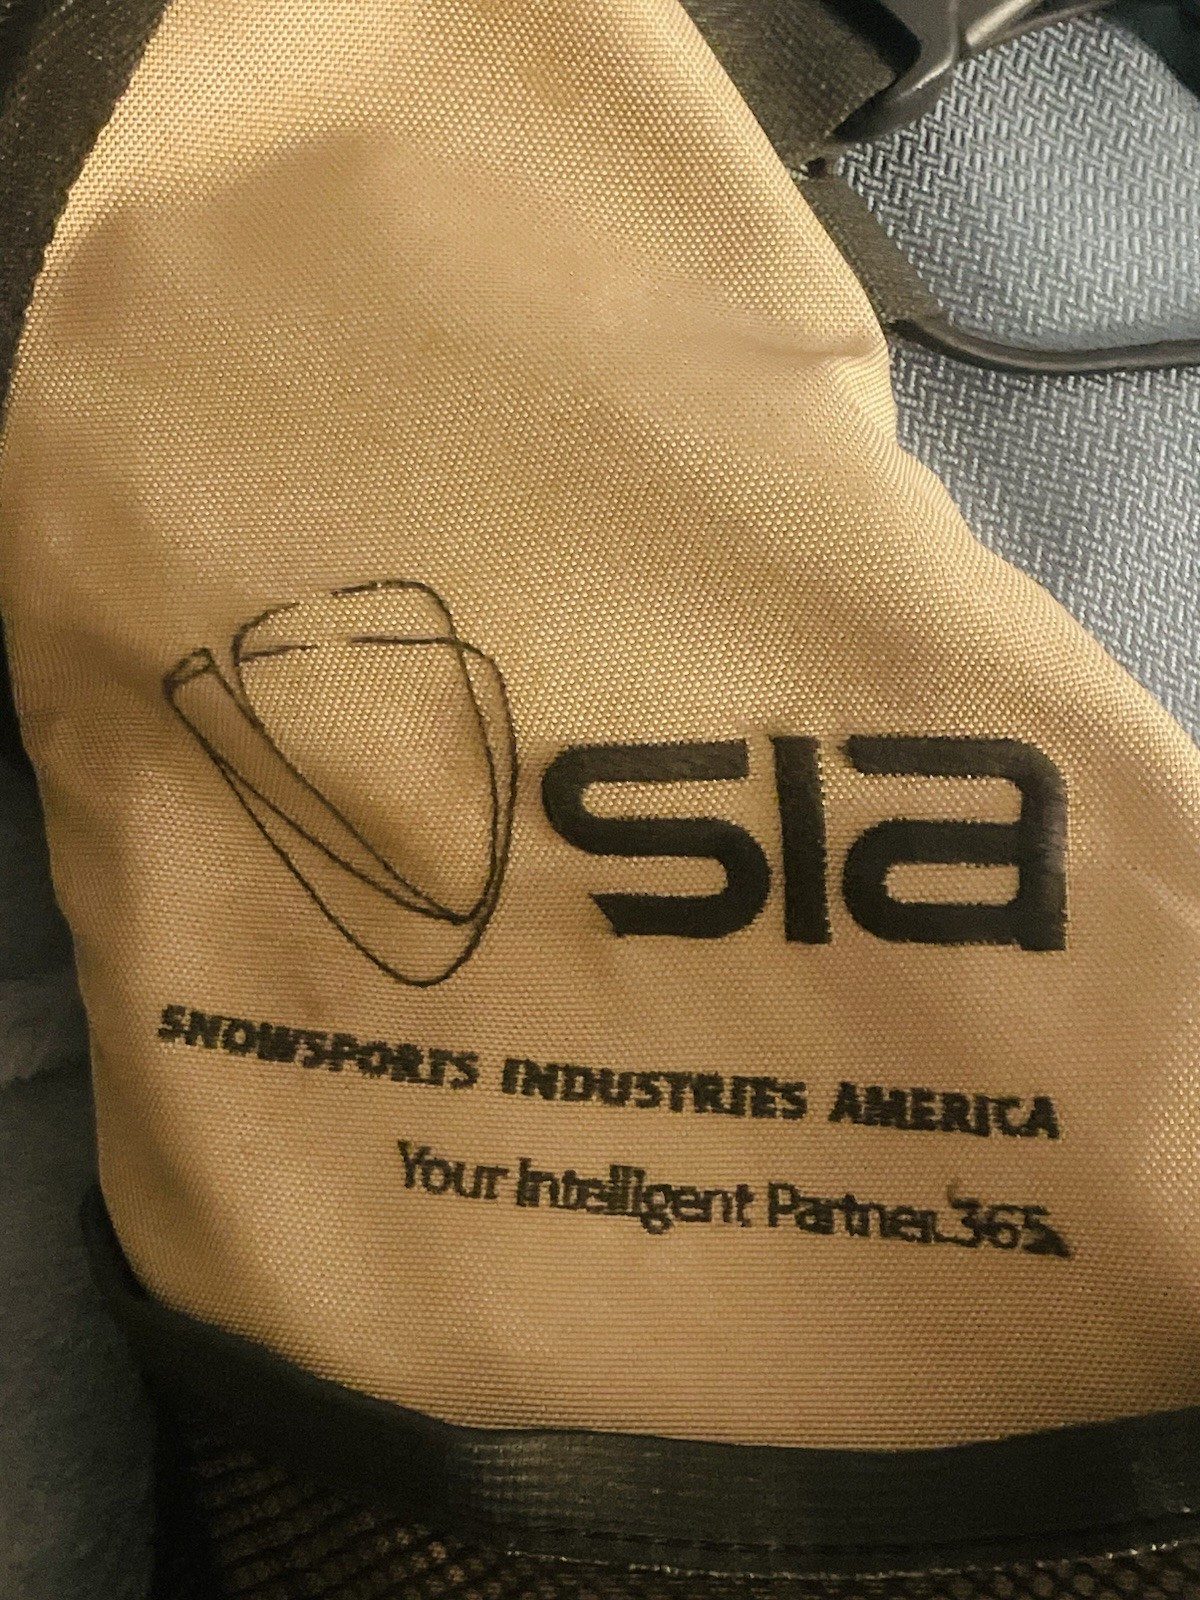 sia
SNOWSPORTS INDUSTRIES AMERICA
Your Intelligent Partner.365